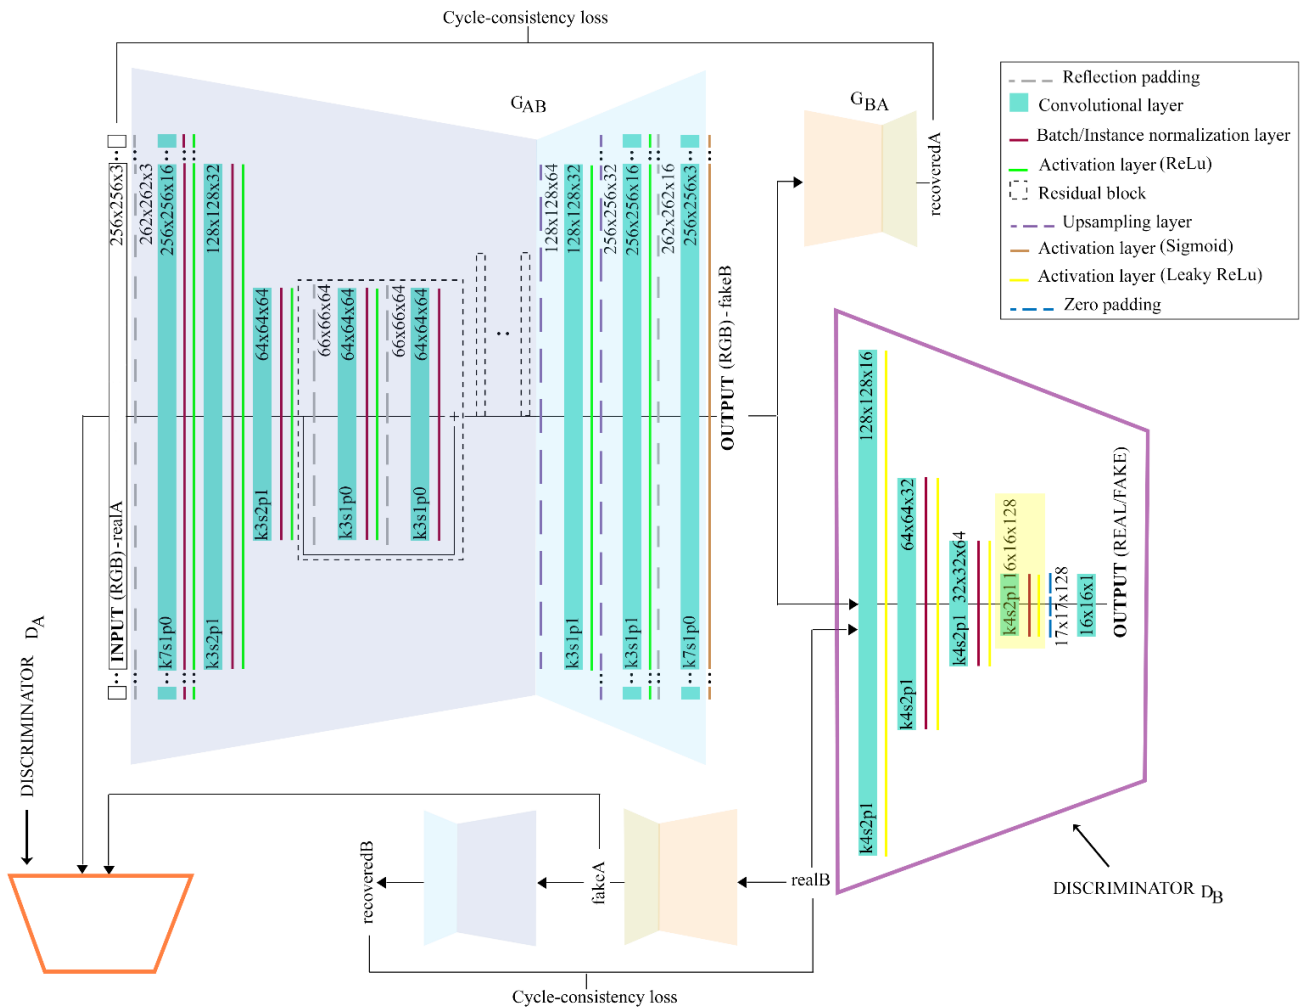 Cycle-consistency loss
G_AB
G_BA
Reflection padding
Convolutional layer
Batch/Instance normalization layer
Activation layer (ReLu)
Residual block
Upsampling layer
Activation layer (Sigmoid)
Activation layer (Leaky ReLu)
Zero padding
INPUT (RGB)-realA
256x256x3
262x262x3
256x256x16
k7s1p0
128x128x32
k3s2p1
64x64x64
k3s2p1
66x66x64
64x64x64
k3s1p0
66x66x64
64x64x64
k3s1p0
128x128x64
128x128x32
k3s1p1
256x256x32
256x256x16
k3s1p1
262x262x16
256x256x3
k7s1p0
OUTPUT (RGB)-fakeB
recoveredA
128x128x16
k4s2p1
64x64x32
k4s2p1
32x32x64
k4s2p1
16x16x128
k4s2p1
17x17x128
16x16x1
OUTPUT (REAL/FAKE)
DISCRIMINATOR D_A
DISCRIMINATOR D_B
recoveredB
fakeA
realB
Cycle-consistency loss